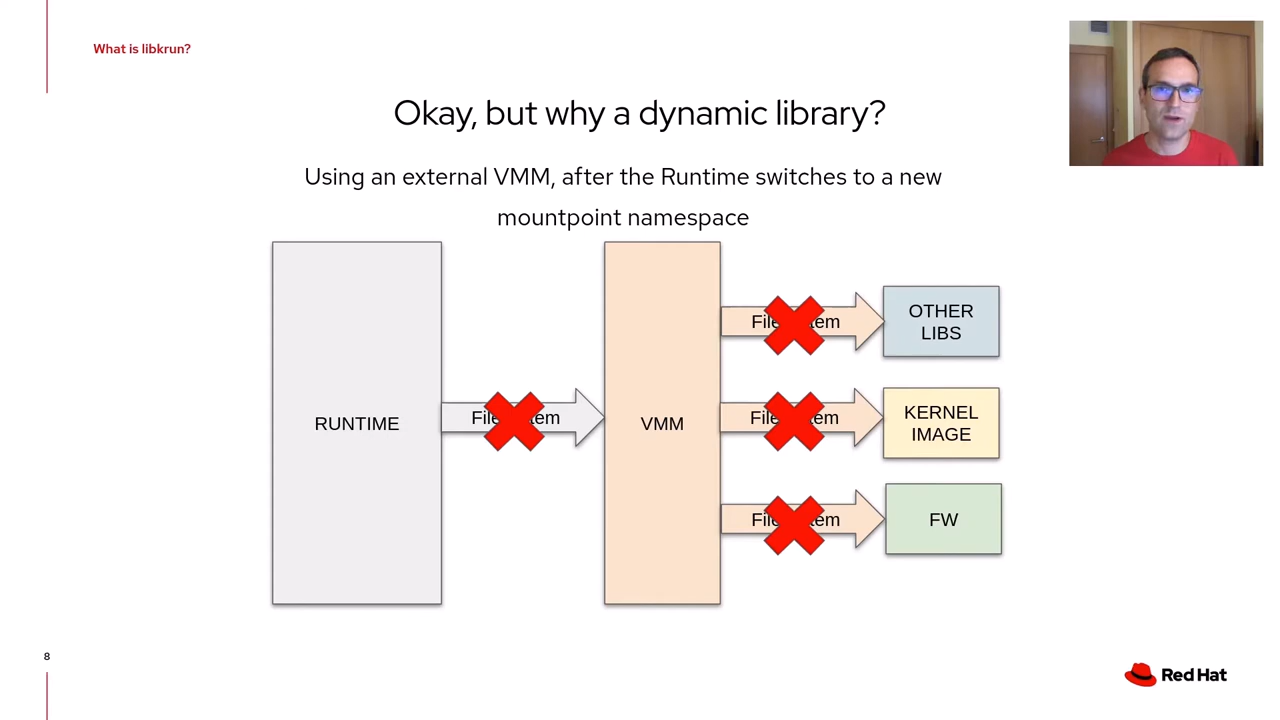 What is libkrun?
Okay, but why a dynamic library?
Using an external VMM, after the Runtime switches to a new
mountpoint namespace
RUNTIME
VMM
OTHER
LIBS
KERNEL
IMAGE
FW
8
Red Hat